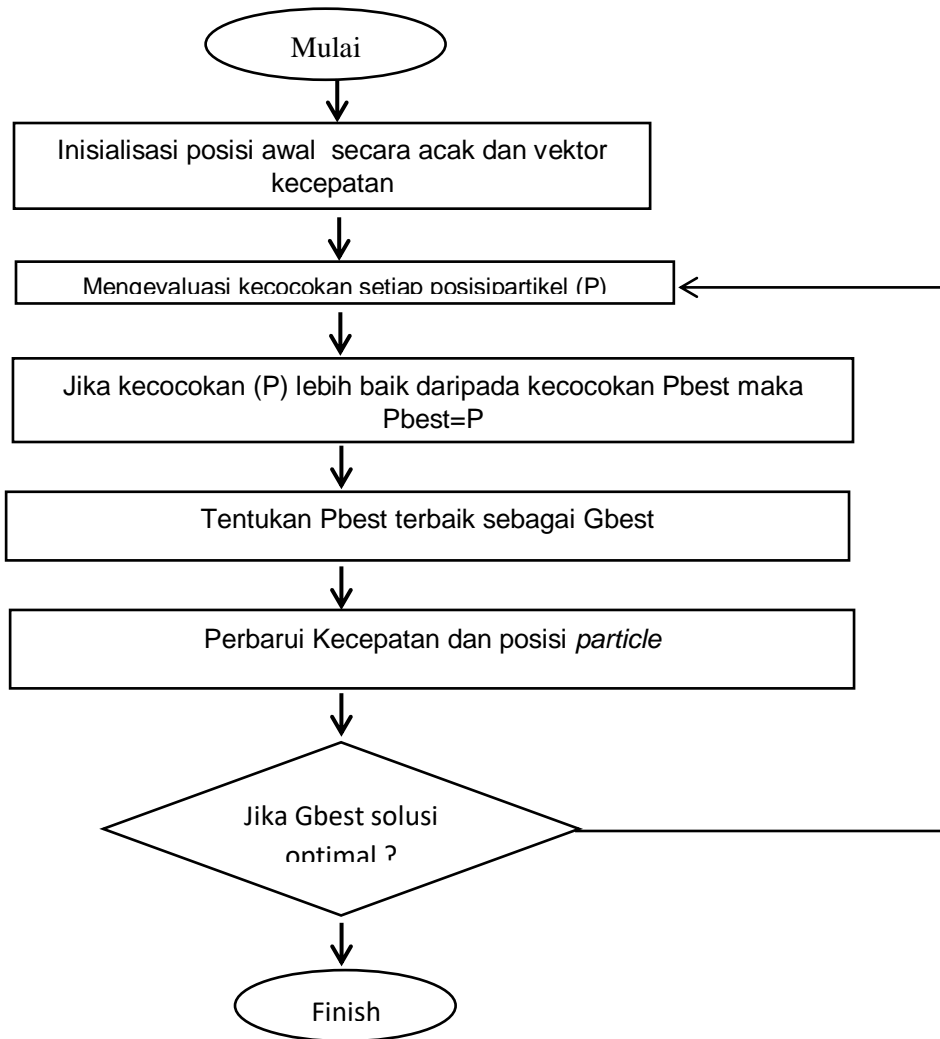 Mulai
Inisialisasi posisi awal secara acak dan vektor
kecepatan
Mengevaluasi kecocokan setiap posisipartikel (P)
Jika kecocokan (P) lebih baik daripada kecocokan Pbest maka
Pbest=P
Tentukan Pbest terbaik sebagai Gbest
Perbarui Kecepatan dan posisi particle
Jika Gbest solusi
optimal ?
Finish